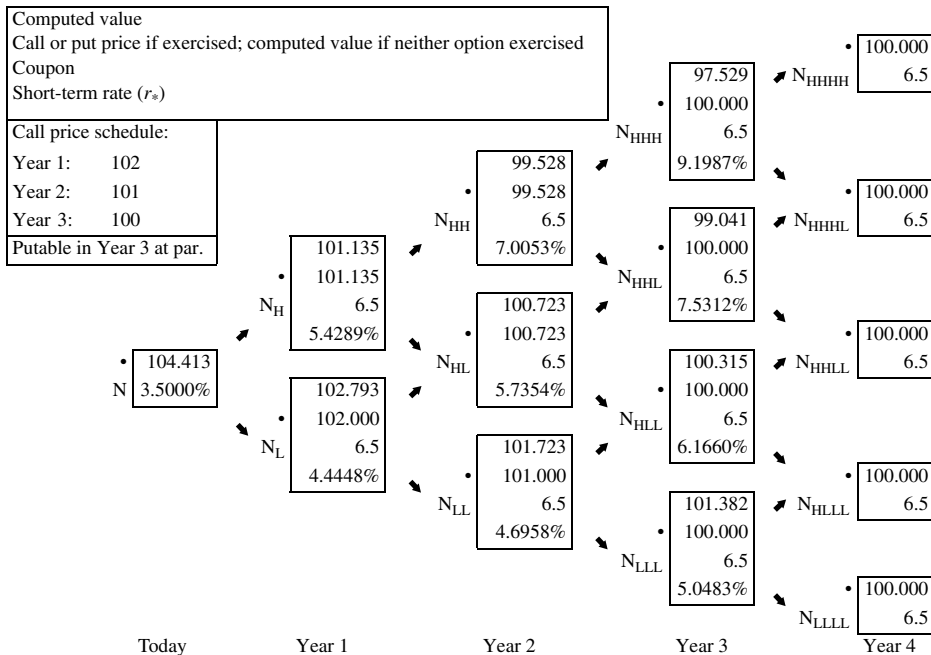 Computed value
Call or put price if exercised; computed value if neither option exercised
Coupon
Short-term rate (r*)
Call price schedule:
Year 1: 102
Year 2: 101
Year 3: 100
Putable in Year 3 at par.
• 104.413
N 3.5000%
101.135
• 101.135
N_H 6.5
5.4289%
102.793
• 102.000
N_L 6.5
4.4448%
99.528
• 99.528
N_HH 6.5
7.0053%
100.723
• 100.723
N_HL 6.5
5.7354%
101.723
• 101.000
N_LL 6.5
4.6958%
97.529
• 100.000
N_HHH 6.5
9.1987%
99.041
• 100.000
N_HHL 6.5
7.5312%
100.315
• 100.000
N_HLL 6.5
6.1660%
101.382
• 100.000
N_LLL 6.5
5.0483%
• 100.000
N_HHHH 6.5
• 100.000
N_HHHL 6.5
• 100.000
N_HHLL 6.5
• 100.000
N_HLLL 6.5
• 100.000
N_LLLL 6.5
Today Year 1 Year 2 Year 3 Year 4